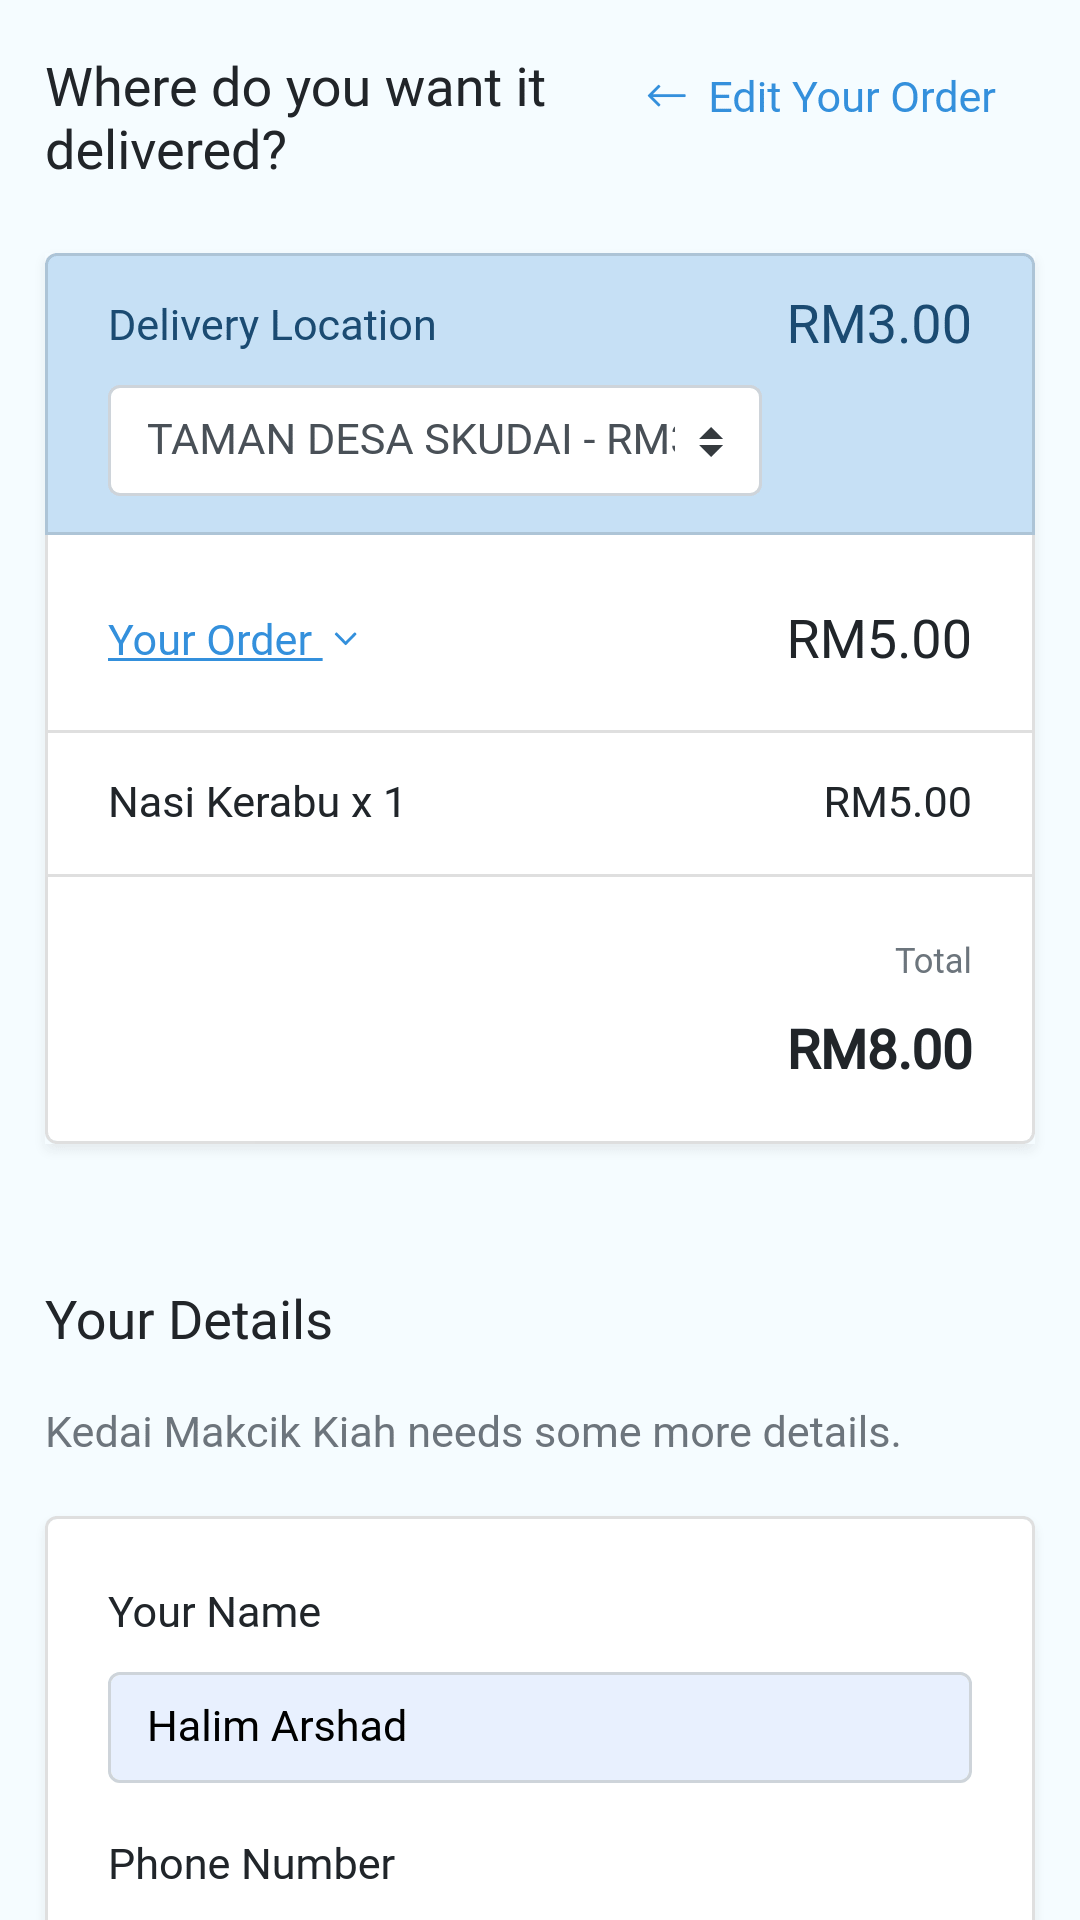 Where do you want it
delivered?
← Edit Your Order
Delivery Location
RM3.00
TAMAN DESA SKUDAI - RM
Your Order
RM5.00
Nasi Kerabu x 1
RM5.00
Total
RM8.00
Your Details
Kedai Makcik Kiah needs some more details.
Your Name
Halim Arshad
Phone Number